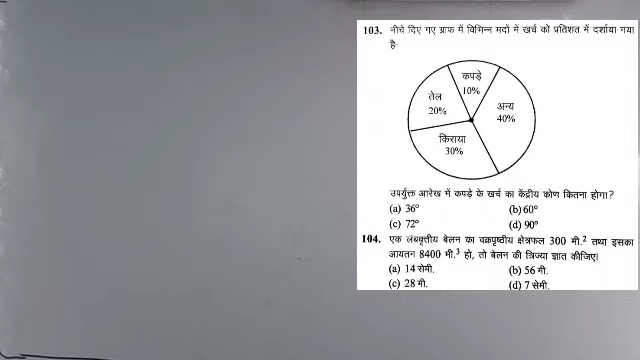 103. नीचे दिए गए ग्राफ में विभिन्न मदों में खर्च को प्रतिशत में दर्शाया गया
है-
कपड़े
10%
तेल
20%
अन्य
40%
किराया
30%
उपर्युक्त आरेख में कपड़े के खर्च का केंद्रीय कोण कितना होगा?
(a) 36° (b) 60°
(c) 72° (d) 90°
104. एक लंबवृत्तीय बेलन का वक्रपृष्ठीय क्षेत्रफल 300 मी.² तथा इसका
आयतन 8400 मी.³ हो, तो बेलन की त्रिज्या ज्ञात कीजिए।
(a) 14 सेमी. (b) 56 मी.
(c) 28 मी. (d) 7 सेमी.